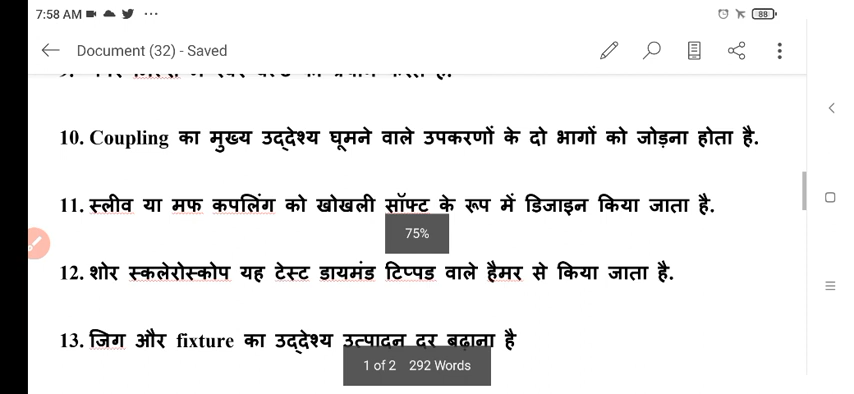 7:58 AM ...
88
Document (32) - Saved
10. Coupling का मुख्य उद्देश्य घूमने वाले उपकरणों के दो भागों को जोड़ना होता है.
11. स्लीव या मफ कपलिंग को खोखली सॉफ्ट के रूप में डिजाइन किया जाता है.
75%
12. शोर स्कलेरोस्कोप यह टेस्ट डायमंड टिप्पड वाले हैमर से किया जाता है.
13. जिग और fixture का उद्देश्य उत्पादन दर बढ़ाना है
1 of 2 292 Words